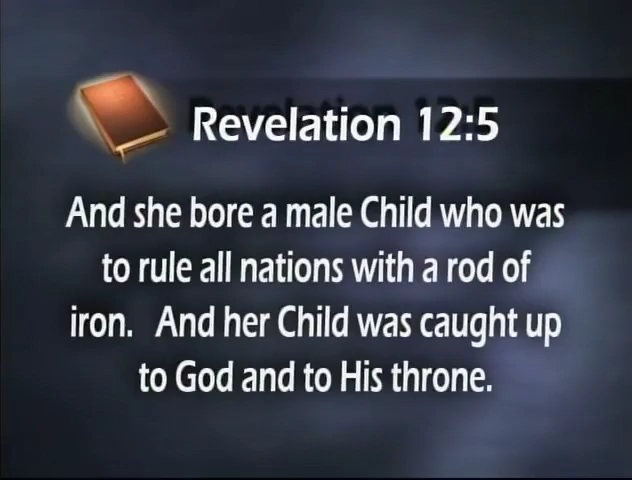 Revelation 12:5
And she bore a male Child who was
to rule all nations with a rod of
iron.   And her Child was caught up
to God and to His throne.